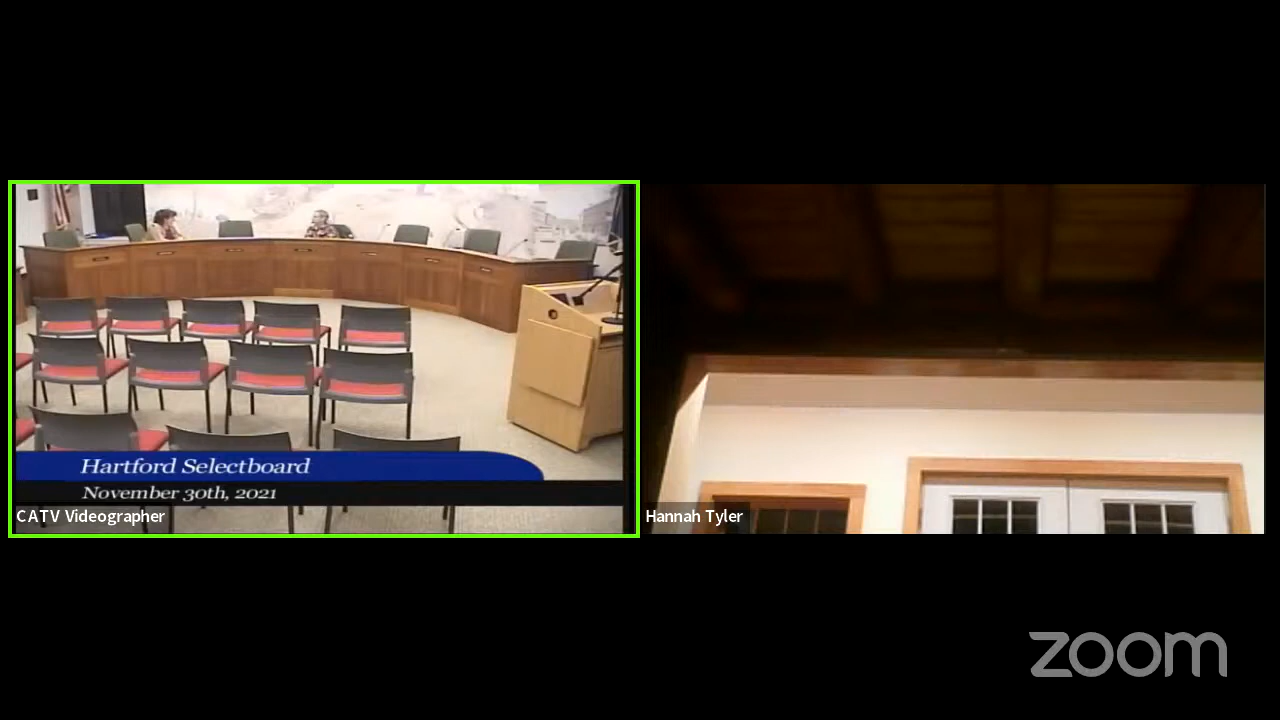 Hartford Selectboard
November 30th, 2021
CATV Videographer
Hannah Tyler
zoom